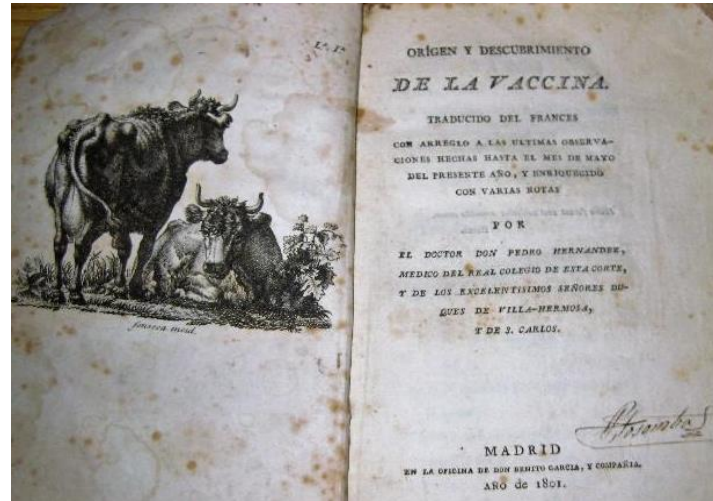 fonseca incid.
ORÍGEN Y DESCUBRIMIENTO
DE LA VACCINA.
TRADUCIDO DEL FRANCES
CON ARREGLO A LAS ULTIMAS OBSERVA-
CIONES HECHAS HASTA EL MES DE MAYO
DEL PRESENTE AÑO, Y ENRIQUECIDO
CON VARIAS NOTAS
POR
EL DOCTOR DON PEDRO HERNANDEZ,
MEDICO DEL REAL COLEGIO DE ESTA CORTE,
Y DE LOS EXCELENTISIMOS SEÑORES DU-
QUES DE VILLA-HERMOSA,
Y DE S. CARLOS.
MADRID
EN LA OFICINA DE DON BENITO GARCIA, Y COMPAÑIA.
AÑO de 1801.